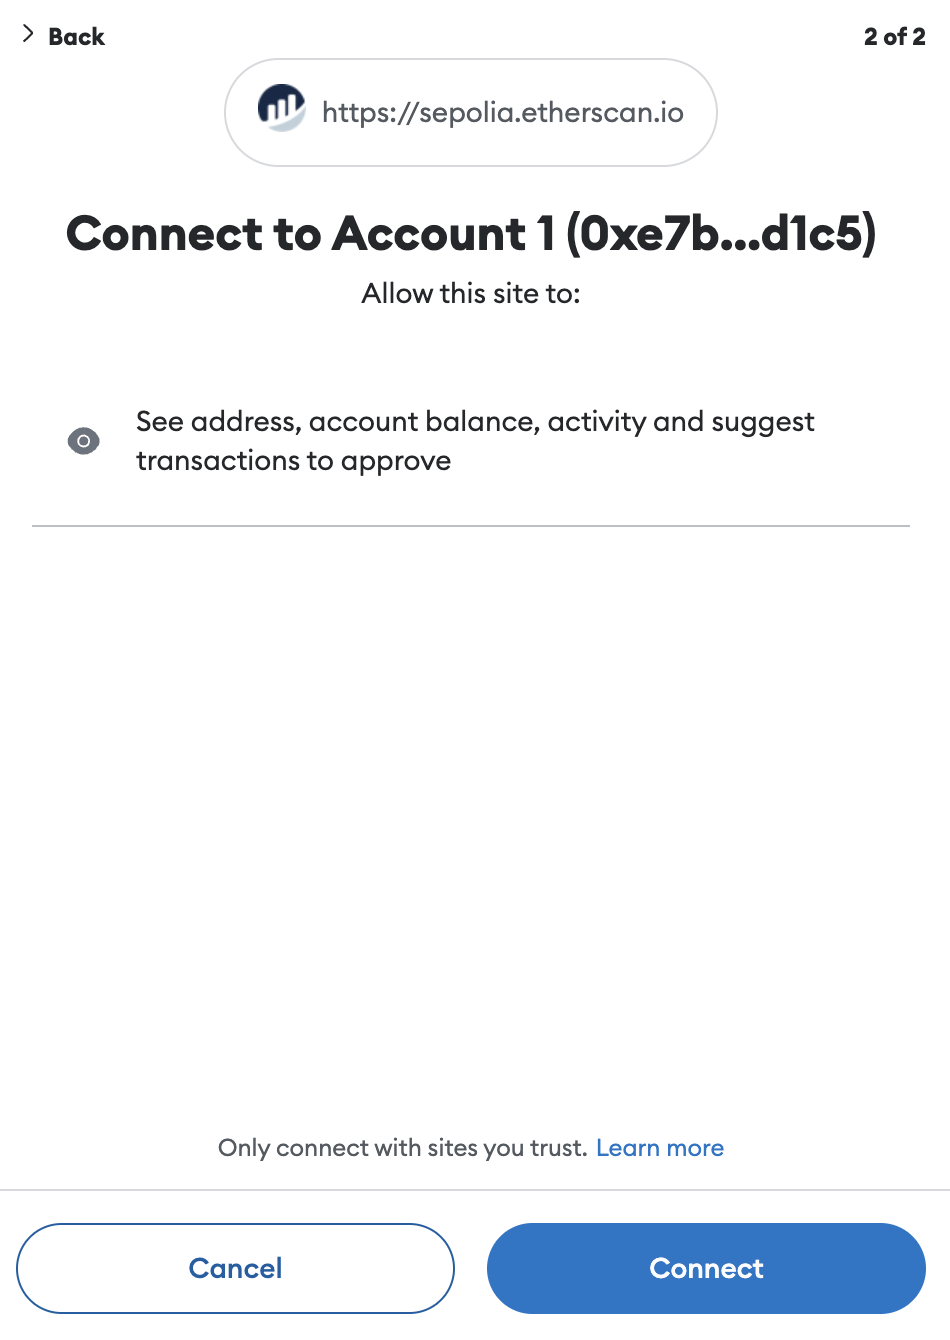 Back
2 of 2
https://sepolia.etherscan.io
Connect to Account 1 (0xe7b...d1c5)
Allow this site to:
See address, account balance, activity and suggest
transactions to approve
Only connect with sites you trust. Learn more
Cancel
Connect